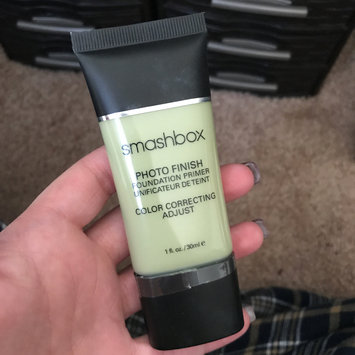 smashbox
PHOTO FINISH
FOUNDATION PRIMER
UNIFICATEUR DE TEINT
COLOR CORRECTING
ADJUST
1 fl. oz./30ml ℮